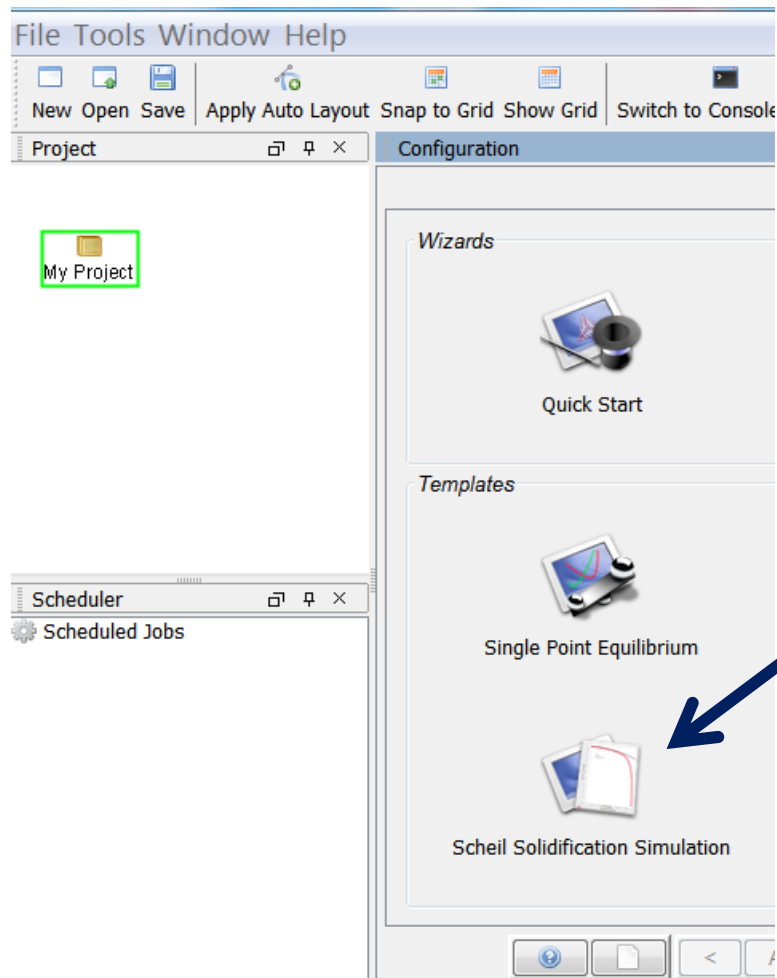 File Tools Window Help
New Open Save Apply Auto Layout Snap to Grid Show Grid Switch to Console
Project
Configuration
My Project
Wizards
Quick Start
Templates
Single Point Equilibrium
Scheduler
Scheduled Jobs
Scheil Solidification Simulation
<